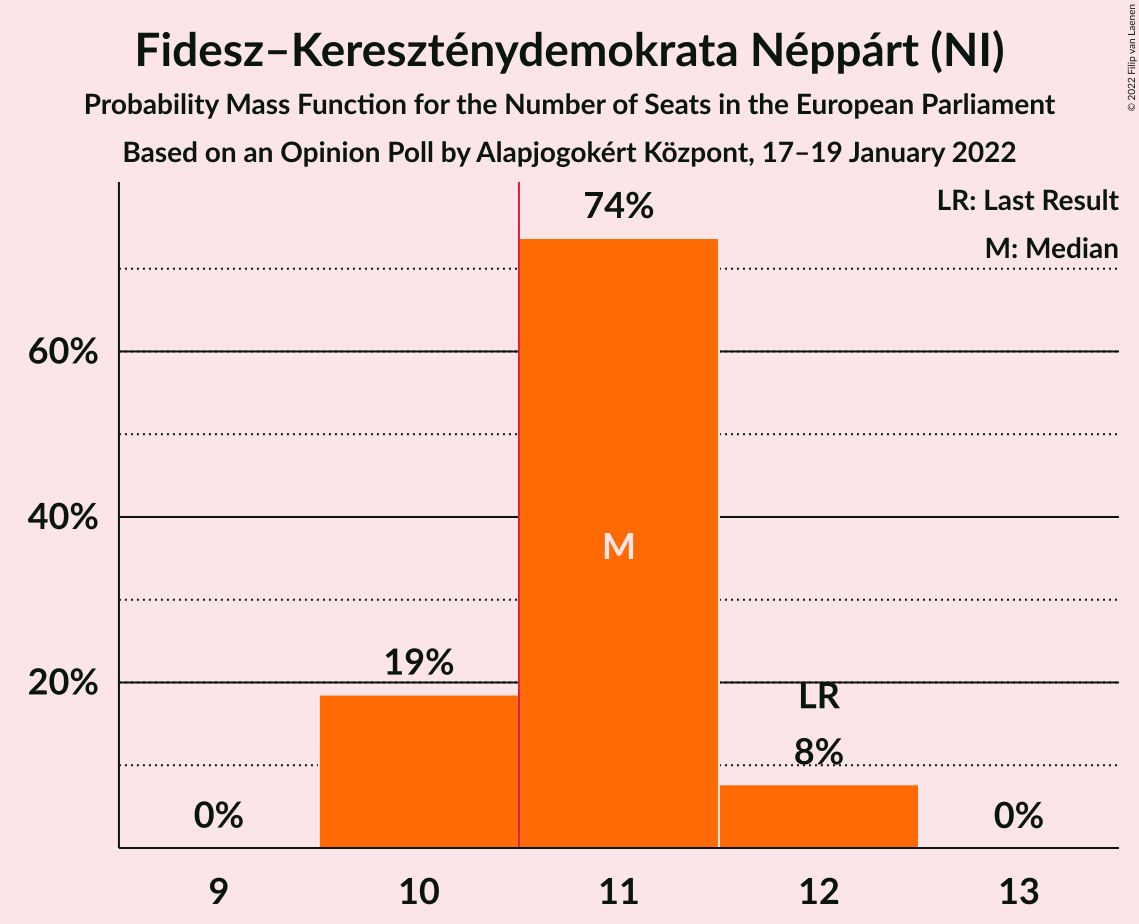 Fidesz–Kereszténydemokrata Néppárt (NI)
Probability Mass Function for the Number of Seats in the European Parliament
Based on an Opinion Poll by Alapjogokért Központ, 17–19 January 2022
© 2022 Filip van Laenen
LR: Last Result
M: Median
74%
60%
40%
M
19%
20%
LR
8%
0%
0%
9
10
11
12
13